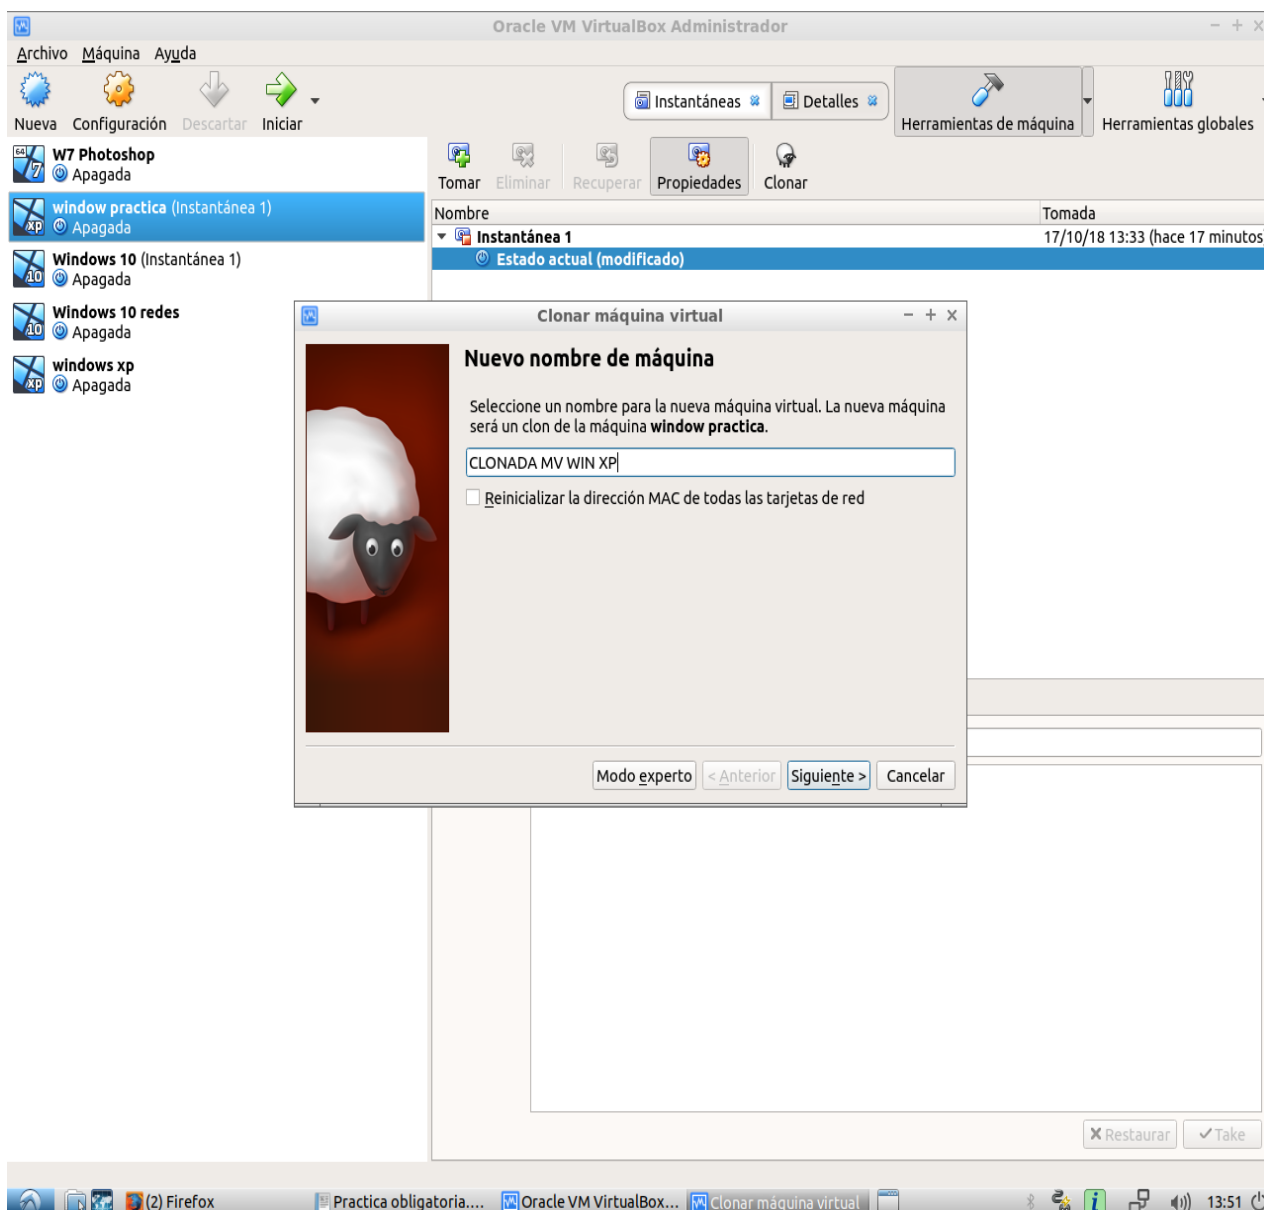 Oracle VM VirtualBox Administrador
Archivo Máquina Ayuda
Nueva Configuración Descartar Iniciar
Instantáneas Detalles
Herramientas de máquina Herramientas globales
64 7 W7 Photoshop
Apagada
xp window practica (Instantánea 1)
Apagada
10 Windows 10 (Instantánea 1)
Apagada
10 Windows 10 redes
Apagada
xp windows xp
Apagada
Tomar Eliminar Recuperar Propiedades Clonar
Nombre Tomada
Instantánea 1 17/10/18 13:33 (hace 17 minutos)
Estado actual (modificado)
Clonar máquina virtual
Nuevo nombre de máquina
Seleccione un nombre para la nueva máquina virtual. La nueva máquina
será un clon de la máquina window practica.
CLONADA MV WIN XP
Reinicializar la dirección MAC de todas las tarjetas de red
Modo experto < Anterior Siguiente > Cancelar
Restaurar Take
(2) Firefox Practica obligatoria.... Oracle VM VirtualBox... Clonar máquina virtual 13:51